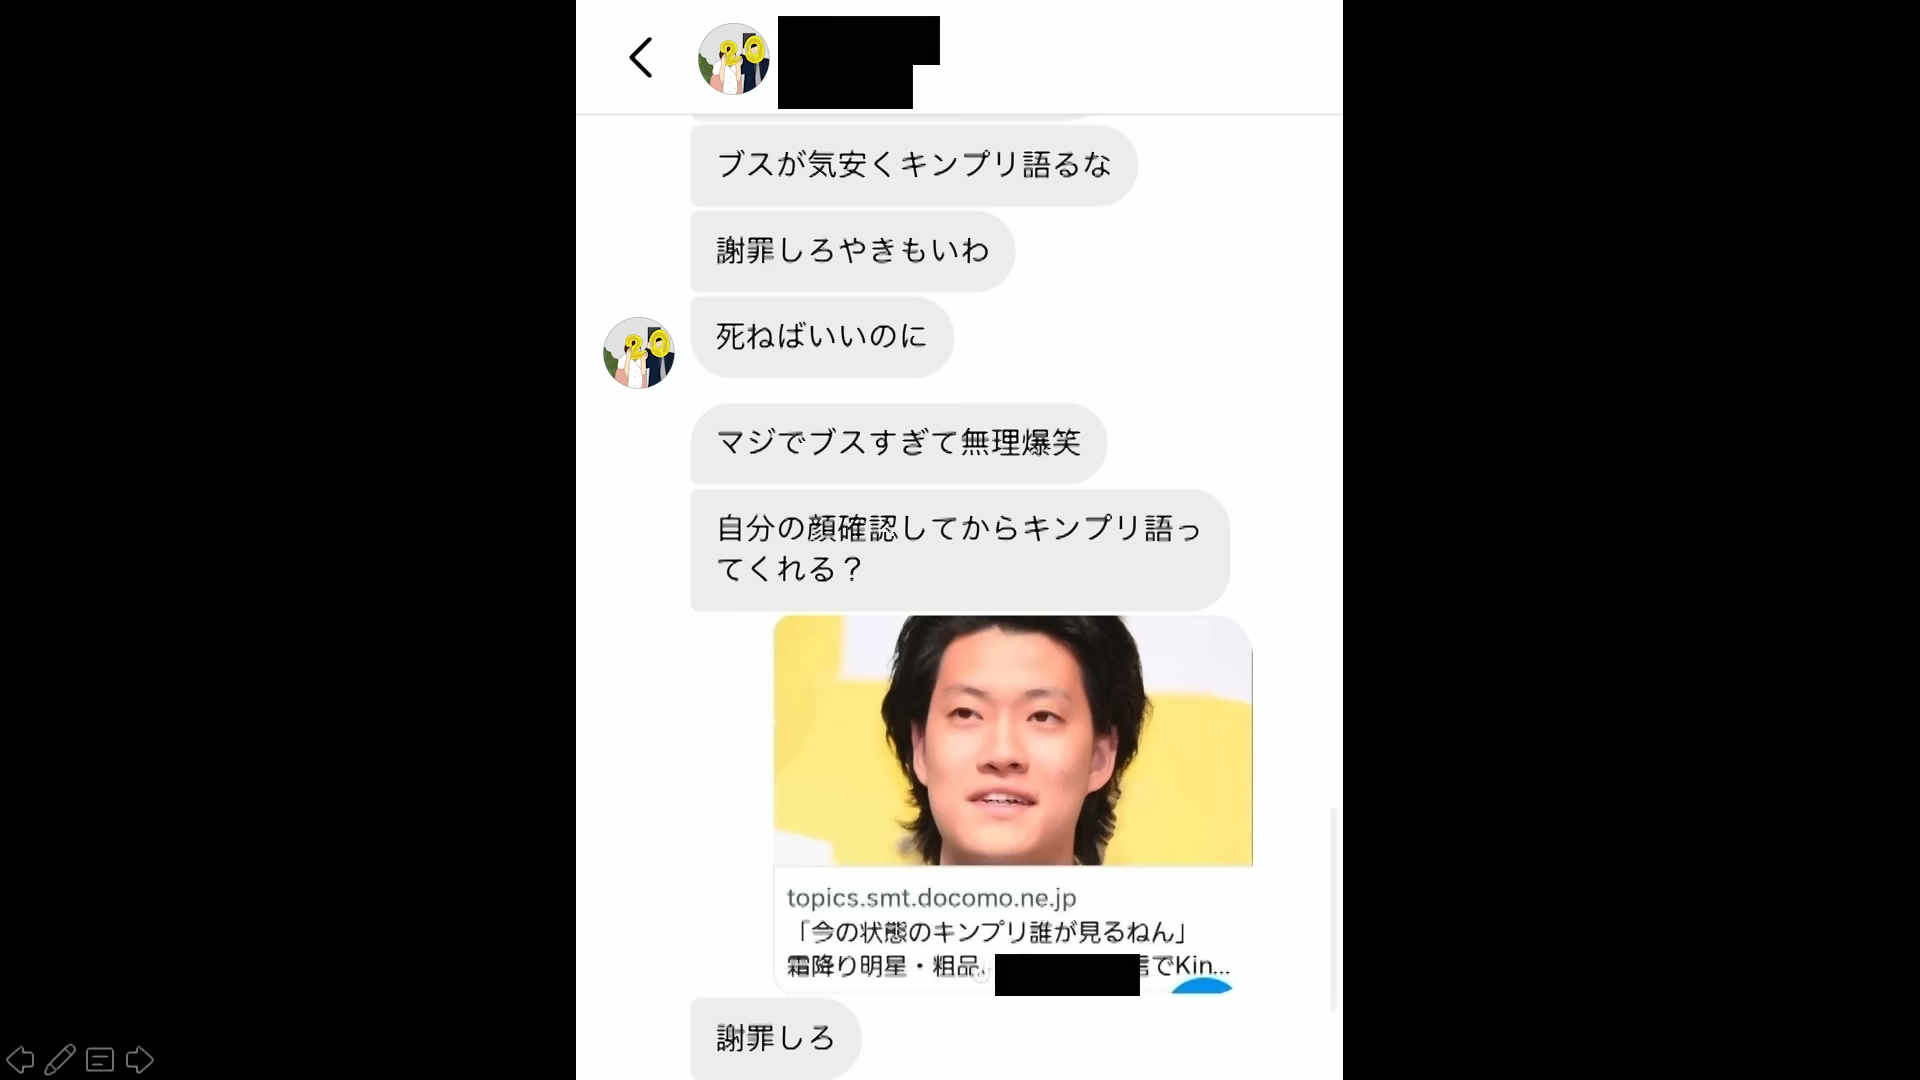 ブスが気安くキンプリ語るな
謝罪しろやきもいわ
死ねばいいのに
マジでブスすぎて無理爆笑
自分の顔確認してからキンプリ語っ
てくれる？
topics.smt.docomo.ne.jp
「今の状態のキンプリ誰が見るねん」
霜降り明星・粗品、 信でKin...
謝罪しろ